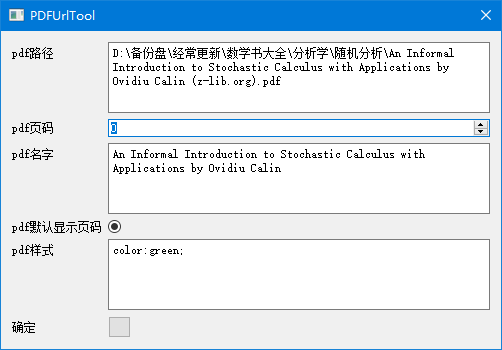 PDFUrlTool
pdf路径
D:\备份盘\经常更新\数学书大全\分析学\随机分析\An Informal
Introduction to Stochastic Calculus with Applications by
Ovidiu Calin (z-lib.org).pdf
pdf页码
0
pdf名字
An Informal Introduction to Stochastic Calculus with
Applications by Ovidiu Calin
pdf默认显示页码
pdf样式
color:green;
确定